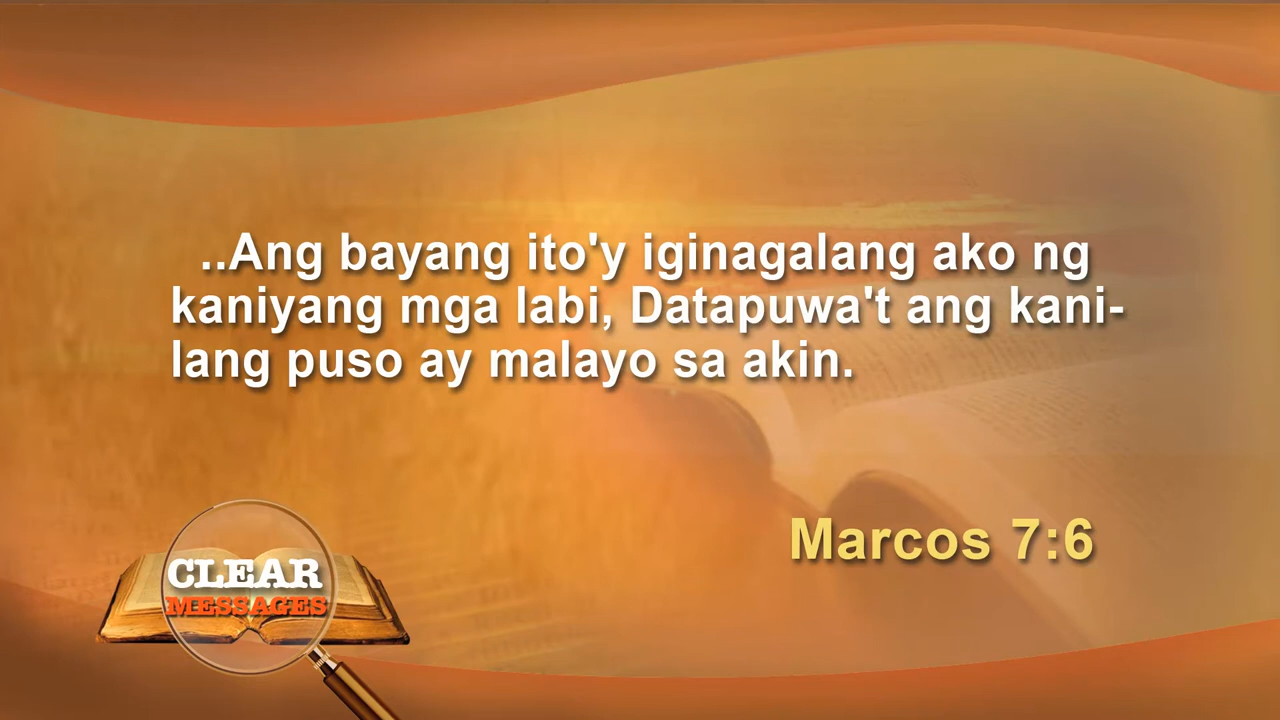 ..Ang bayang ito'y iginagalang ako ng
kaniyang mga labi, Datapuwa't ang kani-
lang puso ay malayo sa akin.
Marcos 7:6
CLEAR
MESSAGES